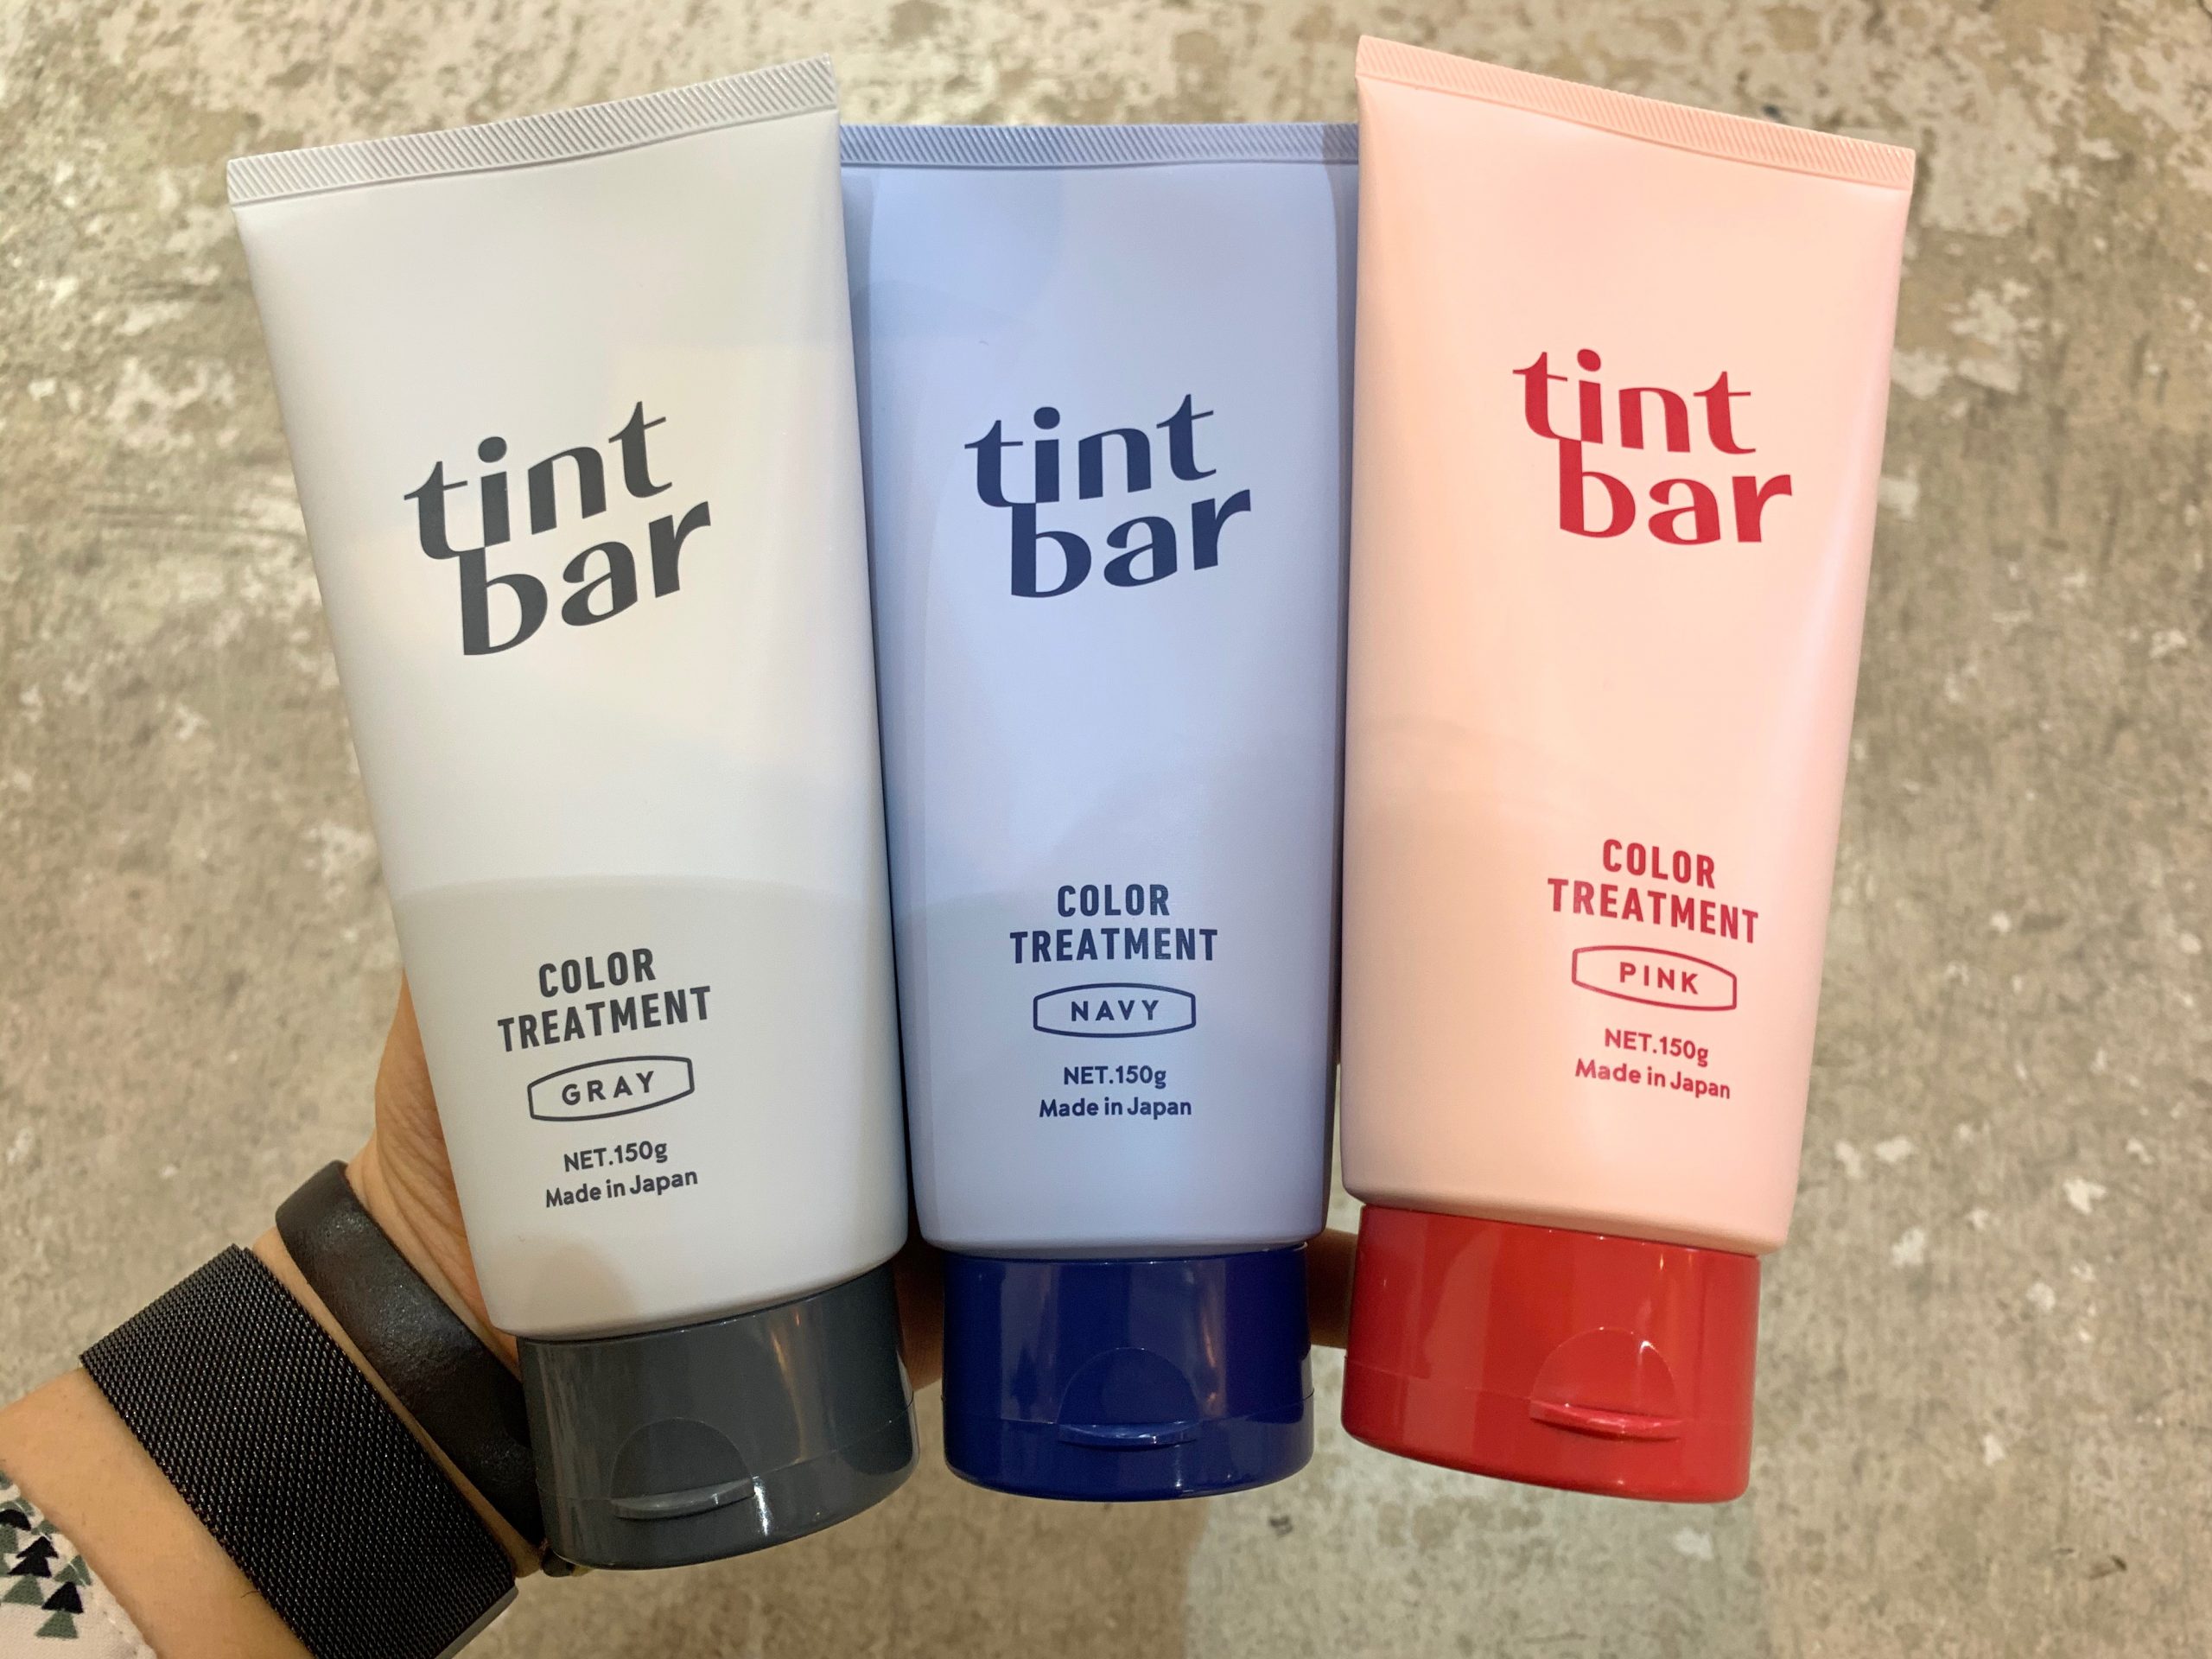 tint
bar
COLOR
TREATMENT
GRAY
NET.150g
Made in Japan
tint
bar
COLOR
TREATMENT
NAVY
NET.150g
Made in Japan
tint
bar
COLOR
TREATMENT
PINK
NET.150g
Made in Japan